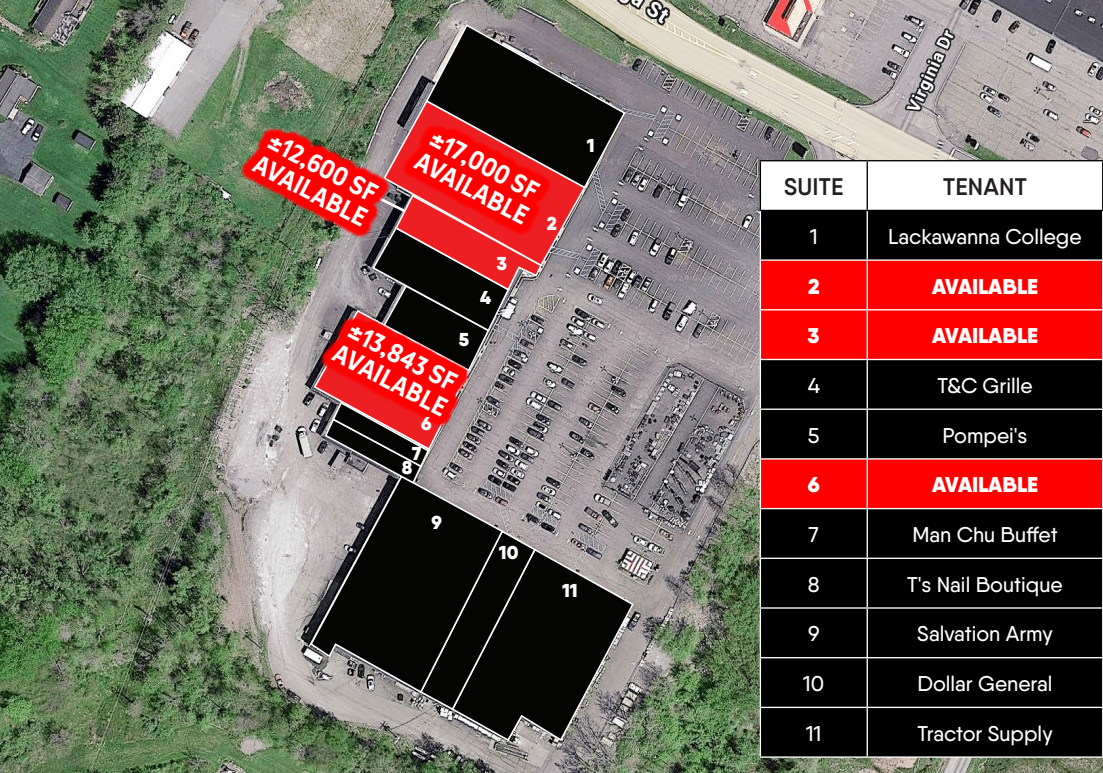 Virginia Dr
1
±17,000 SF
AVAILABLE
2
±12,600 SF
AVAILABLE
3
4
5
±13,843 SF
AVAILABLE
6
7
8
9
10
11
SUITE TENANT
1 Lackawanna College
2 AVAILABLE
3 AVAILABLE
4 T&C Grille
5 Pompei's
6 AVAILABLE
7 Man Chu Buffet
8 T's Nail Boutique
9 Salvation Army
10 Dollar General
11 Tractor Supply